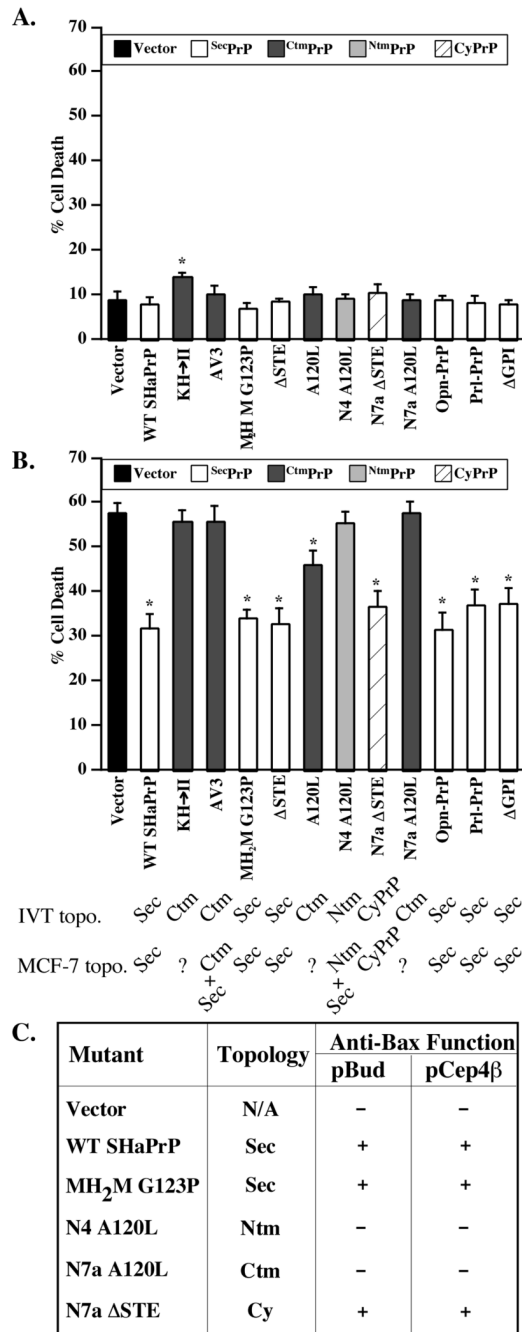 A.
70
Vector SecPrP CtmPrP NtmPrP CyPrP
60
50
40
30
20
10
0
% Cell Death
*
Vector
WT SHaPrP
KH→II
AV3
MH2M G123P
ΔSTE
A120L
N4 A120L
N7a ΔSTE
N7a A120L
Opn-PrP
Prl-PrP
ΔGPI
B.
70
Vector SecPrP CtmPrP NtmPrP CyPrP
60
50
40
30
20
10
0
% Cell Death
* * * * * * * *
Vector
WT SHaPrP
KH→II
AV3
MH2M G123P
ΔSTE
A120L
N4 A120L
N7a ΔSTE
N7a A120L
Opn-PrP
Prl-PrP
ΔGPI
IVT topo. Sec Ctm Ctm Sec Sec Ctm Ntm CyPrP Ctm Sec Sec Sec
MCF-7 topo. Sec ? Ctm + Sec Sec Sec ? Ntm + Sec CyPrP ? Sec Sec Sec
C.
Mutant Topology Anti-Bax Function
pBud pCep4β
Vector N/A – –
WT SHaPrP Sec + +
MH2M G123P Sec + +
N4 A120L Ntm – –
N7a A120L Ctm – –
N7a ΔSTE Cy + +